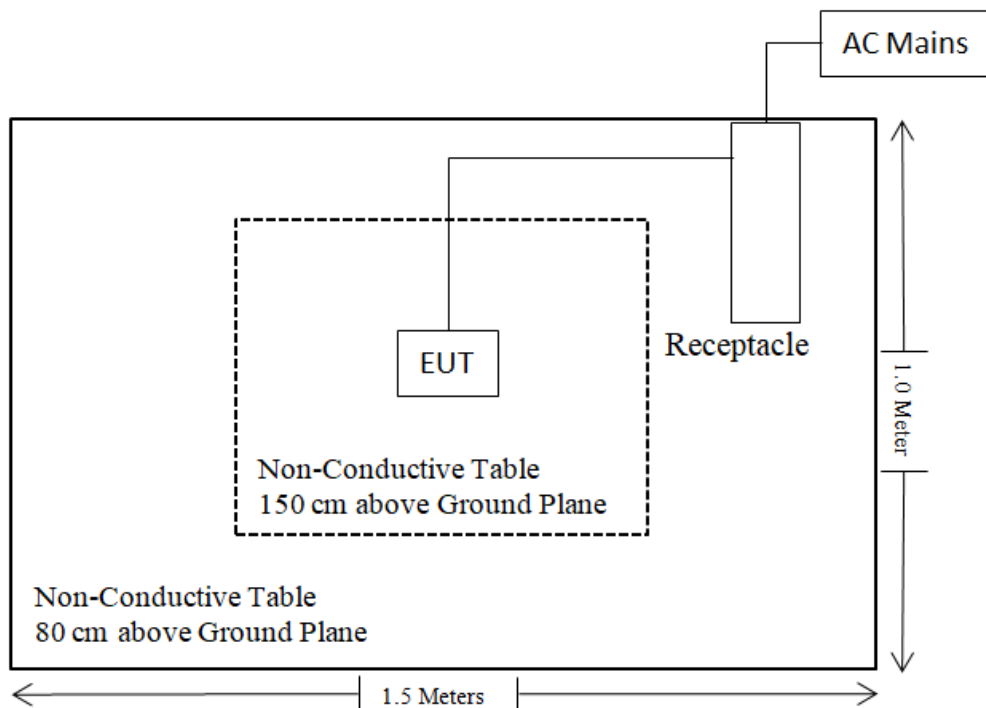 AC Mains
Receptacle
EUT
1.0 Meter
Non-Conductive Table
150 cm above Ground Plane
Non-Conductive Table
80 cm above Ground Plane
1.5 Meters